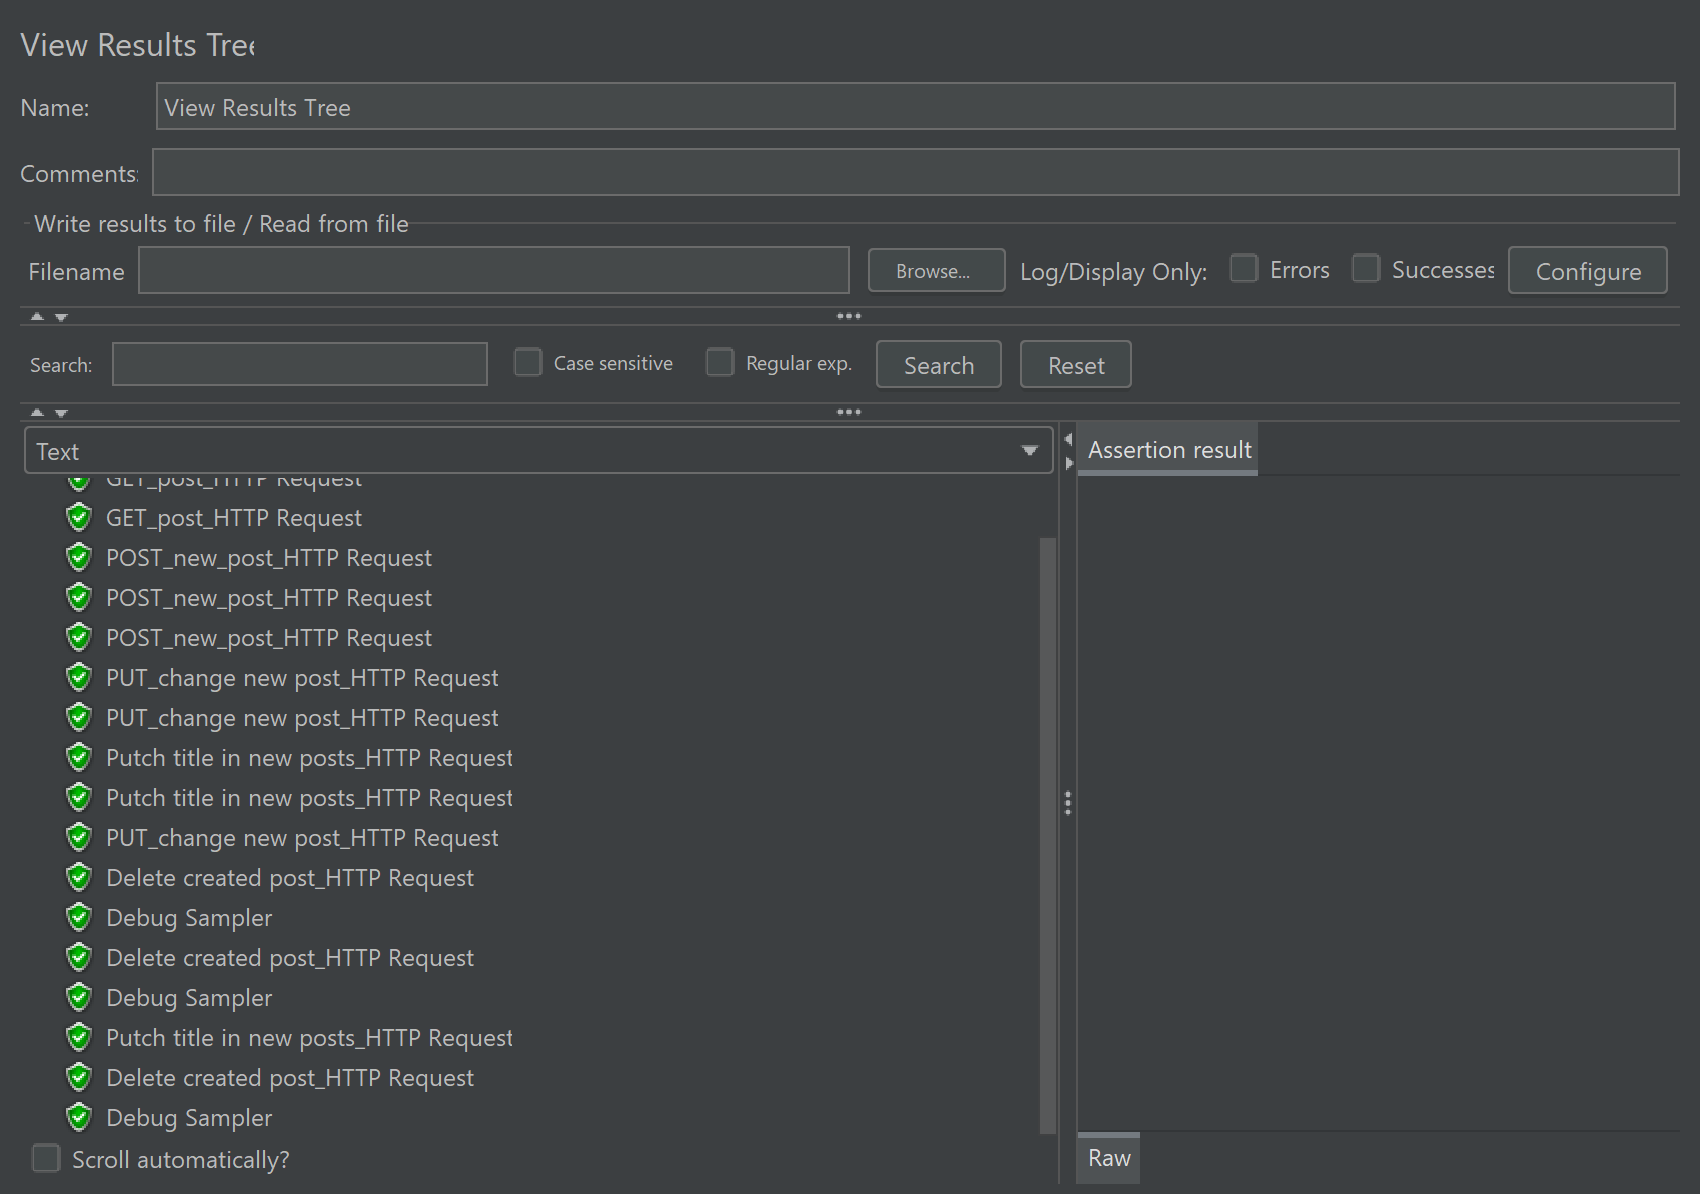 View Results Tree
Name: View Results Tree
Comments:
Write results to file / Read from file
Filename Browse... Log/Display Only: Errors Successes Configure
Search: Case sensitive Regular exp. Search Reset
Text
Assertion result
GET_post_HTTP Request
GET_post_HTTP Request
POST_new_post_HTTP Request
POST_new_post_HTTP Request
POST_new_post_HTTP Request
PUT_change new post_HTTP Request
PUT_change new post_HTTP Request
Putch title in new posts_HTTP Request
Putch title in new posts_HTTP Request
PUT_change new post_HTTP Request
Delete created post_HTTP Request
Debug Sampler
Delete created post_HTTP Request
Debug Sampler
Putch title in new posts_HTTP Request
Delete created post_HTTP Request
Debug Sampler
Scroll automatically?
Raw